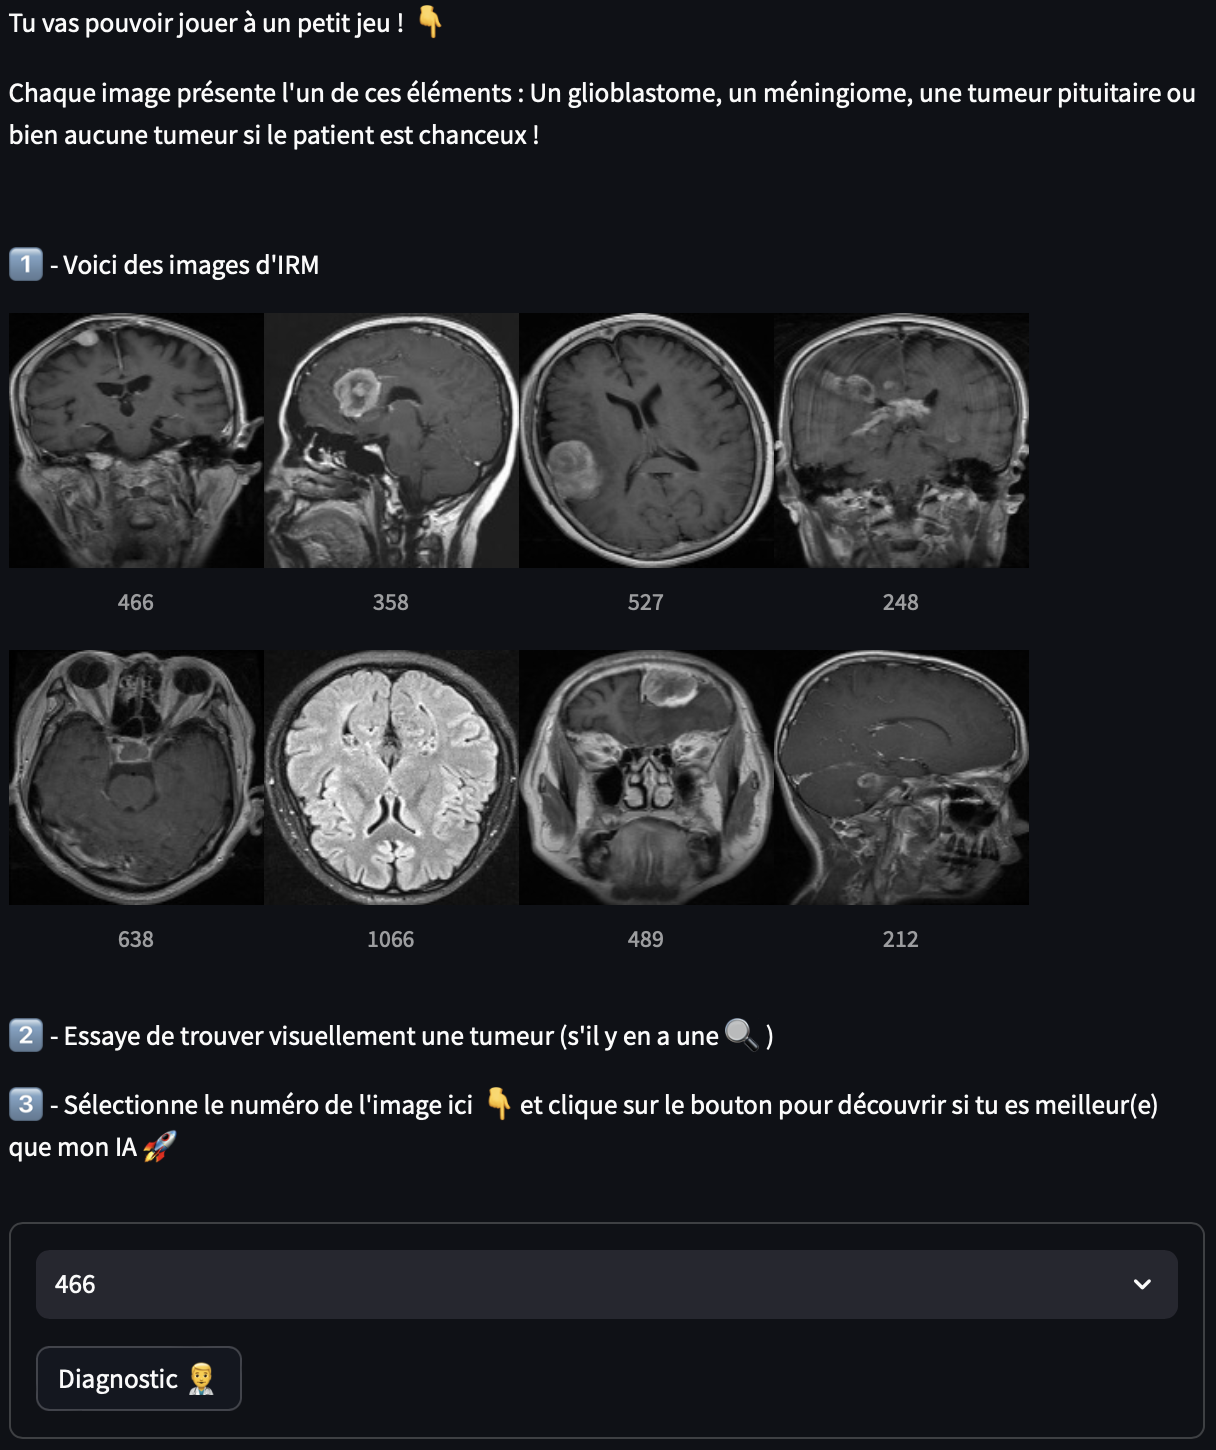 Tu vas pouvoir jouer à un petit jeu ! 👇
Chaque image présente l'un de ces éléments : Un glioblastome, un méningiome, une tumeur pituitaire ou
bien aucune tumeur si le patient est chanceux !
1️⃣ - Voici des images d'IRM
466 358 527 248
638 1066 489 212
2️⃣ - Essaye de trouver visuellement une tumeur (s'il y en a une 🔍 )
3️⃣ - Sélectionne le numéro de l'image ici 👇 et clique sur le bouton pour découvrir si tu es meilleur(e)
que mon IA 🚀
466
Diagnostic 👨‍⚕️